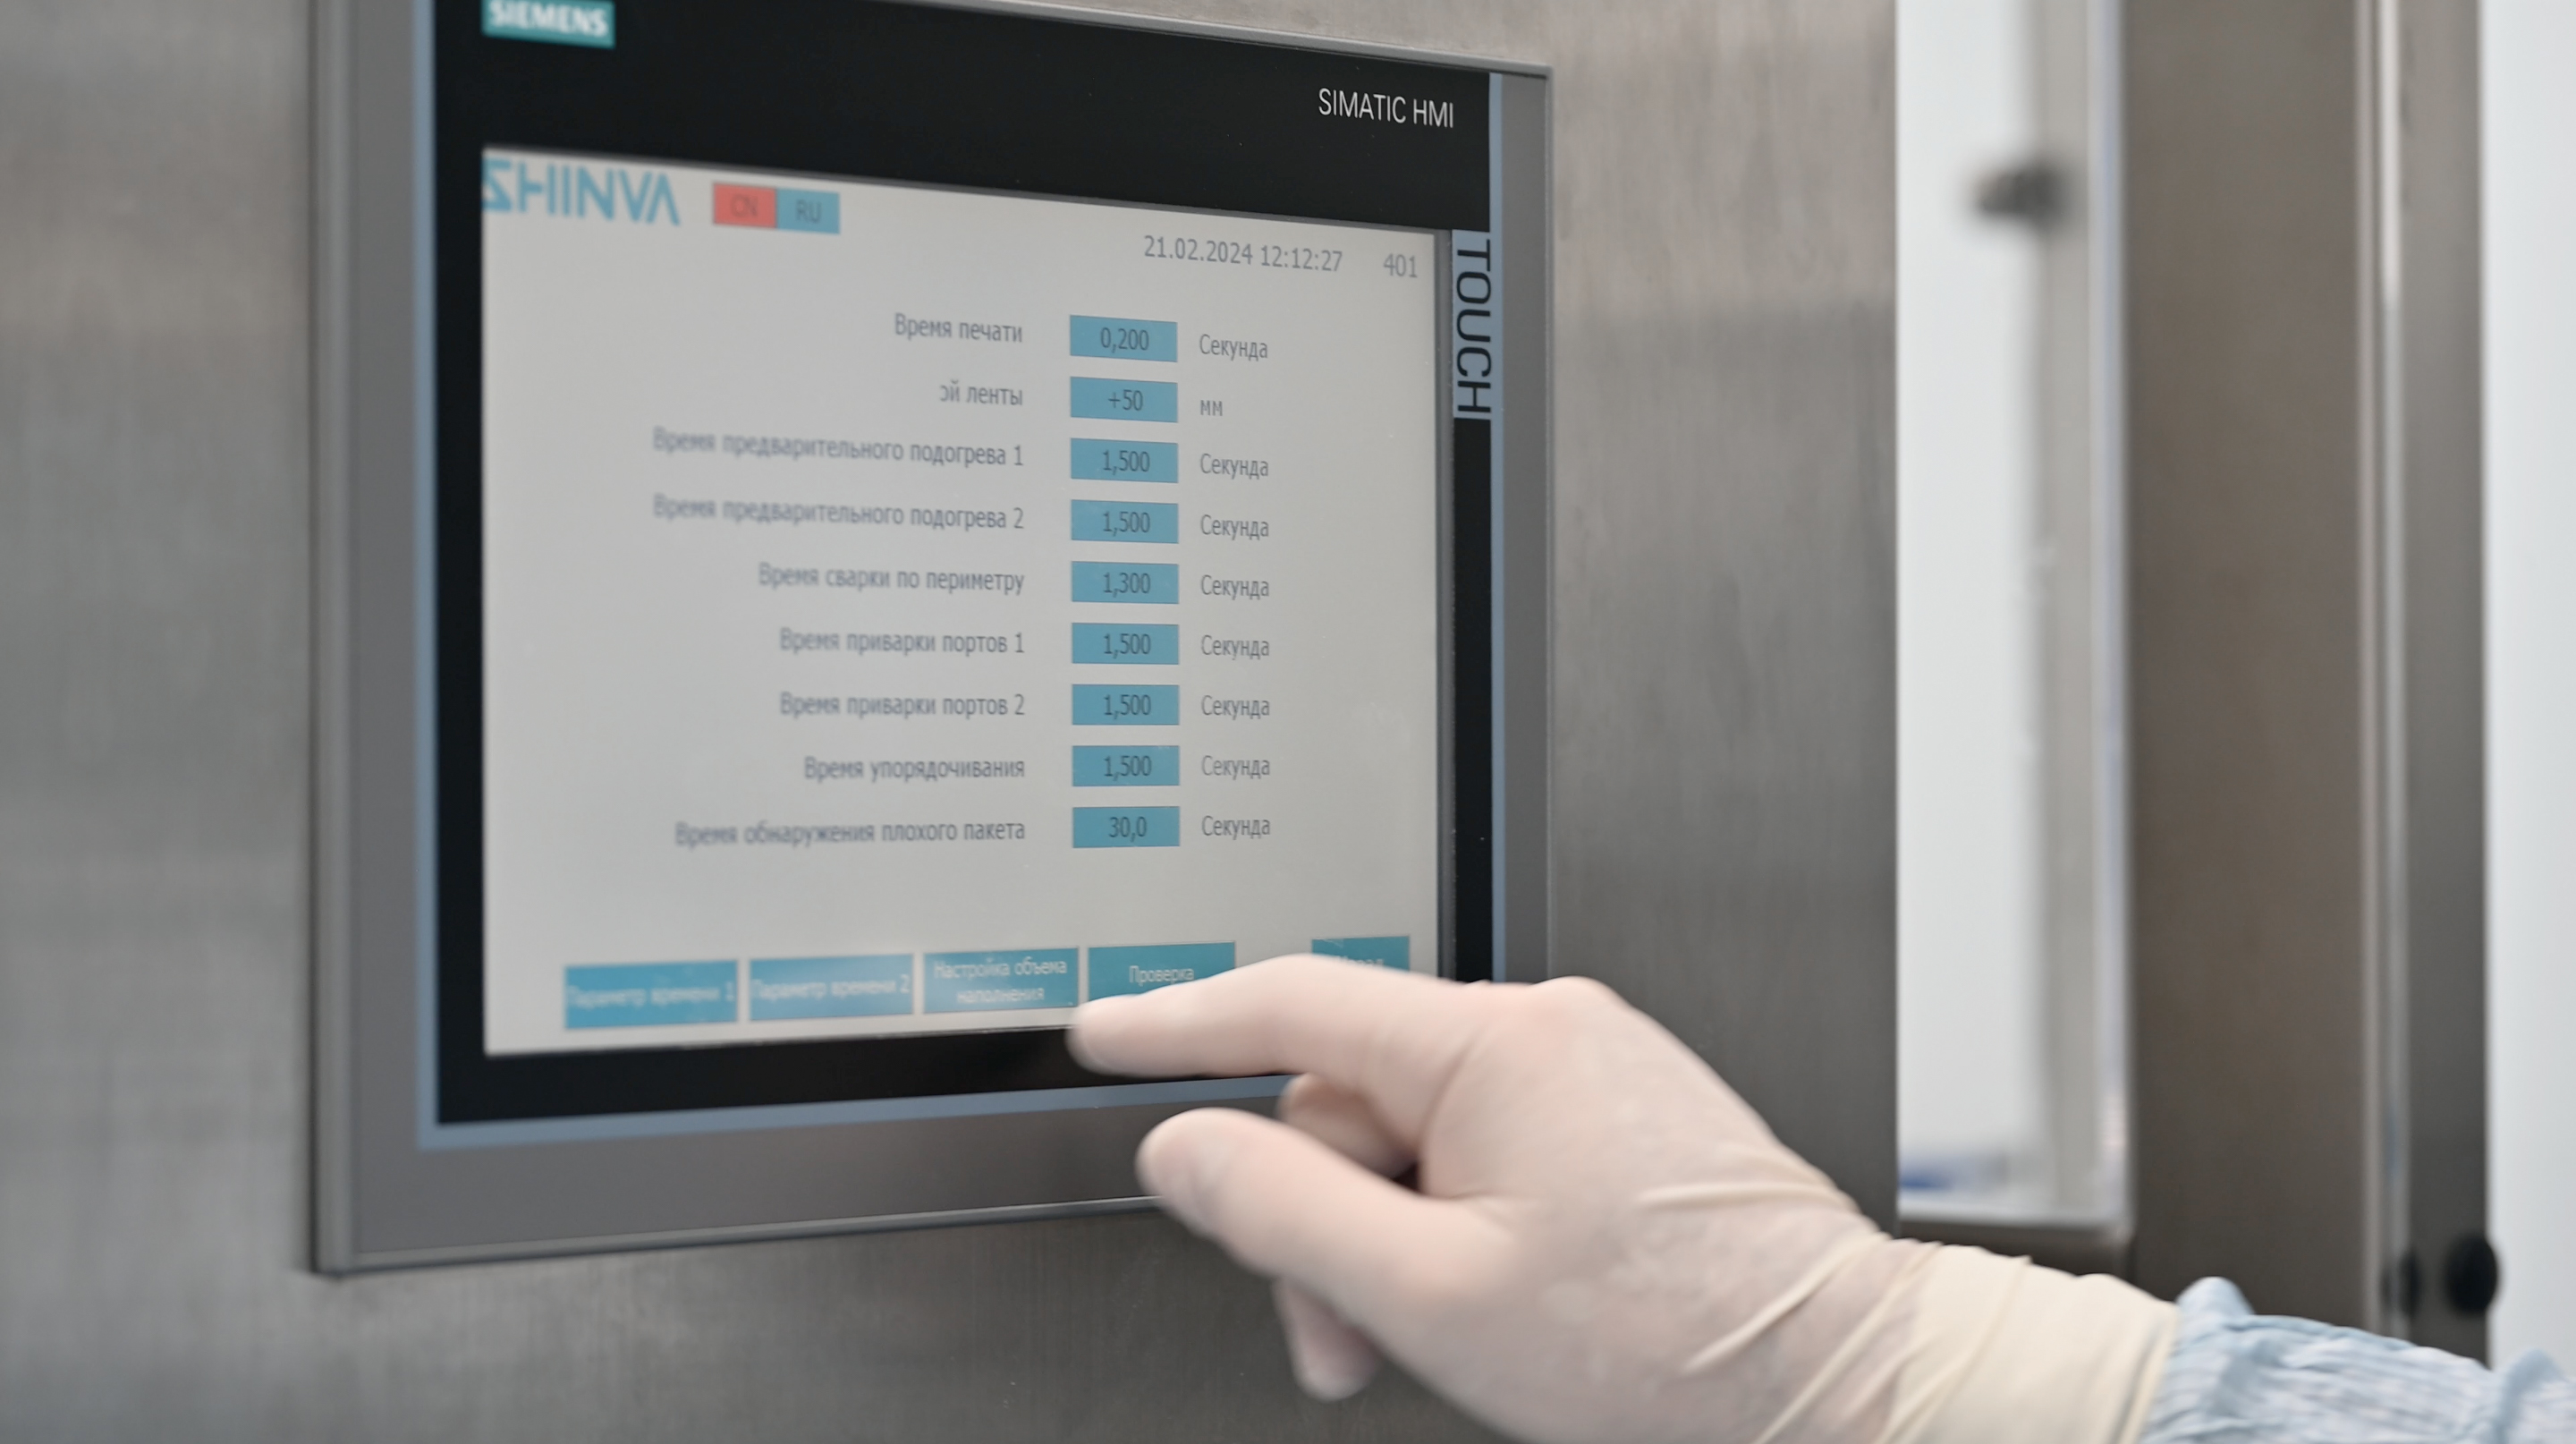 SIEMENS
SIMATIC HMI
TOUCH
SHINVA
CN RU
21.02.2024 12:12:27 401
Время печати 0,200 Секунда
эй ленты +50 мм
Время предварительного подогрева 1 1,500 Секунда
Время предварительного подогрева 2 1,500 Секунда
Время сварки по периметру 1,300 Секунда
Время приварки портов 1 1,500 Секунда
Время приварки портов 2 1,500 Секунда
Время упорядочивания 1,500 Секунда
Время обнаружения плохого пакета 30,0 Секунда
Параметр времени 1
Параметр времени 2
Настройка объема
наполнения
Проверка